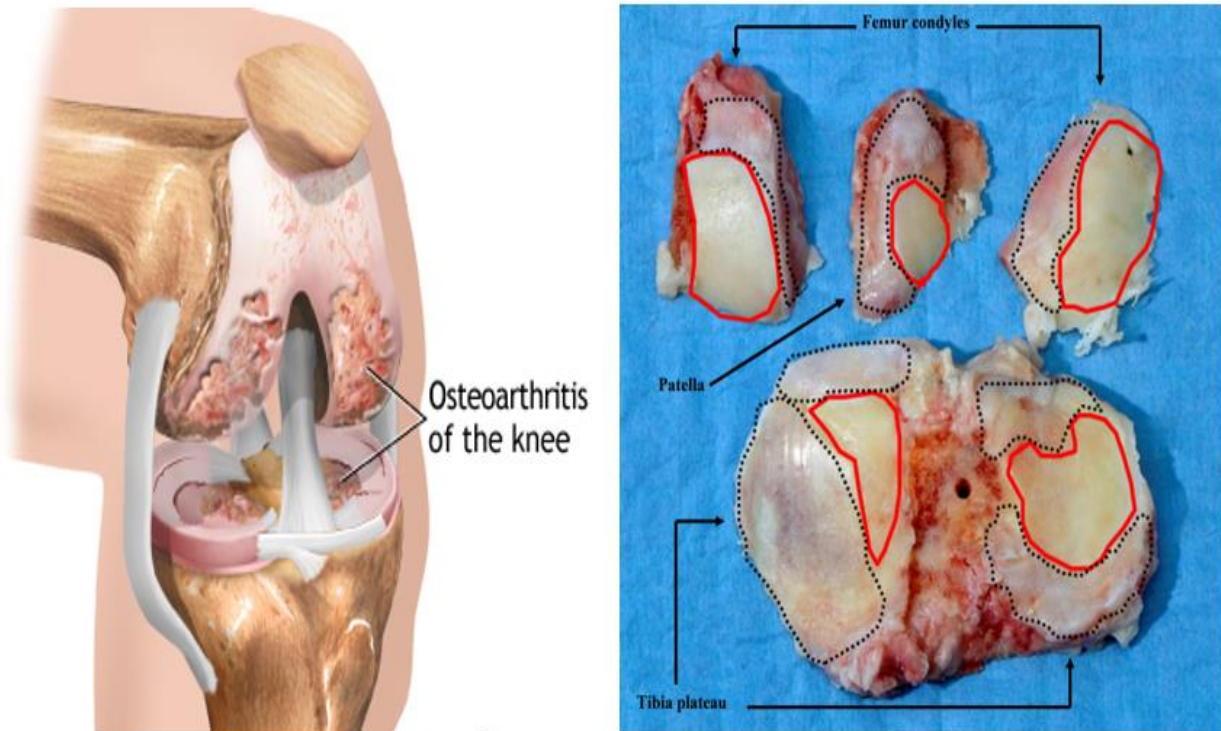 Osteoarthritis
of the knee
Femur condyles
Patella
Tibia plateau